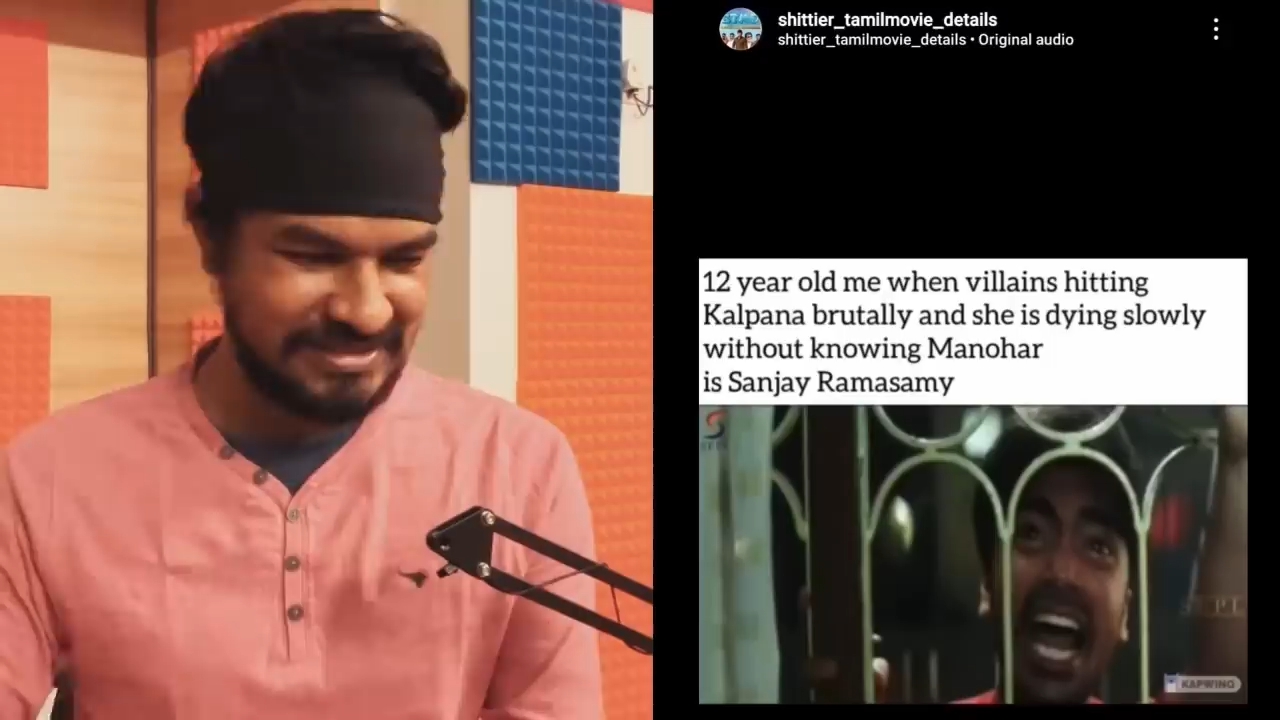 shittier_tamilmovie_details
shittier_tamilmovie_details • Original audio
12 year old me when villains hitting
Kalpana brutally and she is dying slowly
without knowing Manohar
is Sanjay Ramasamy
KAPWING